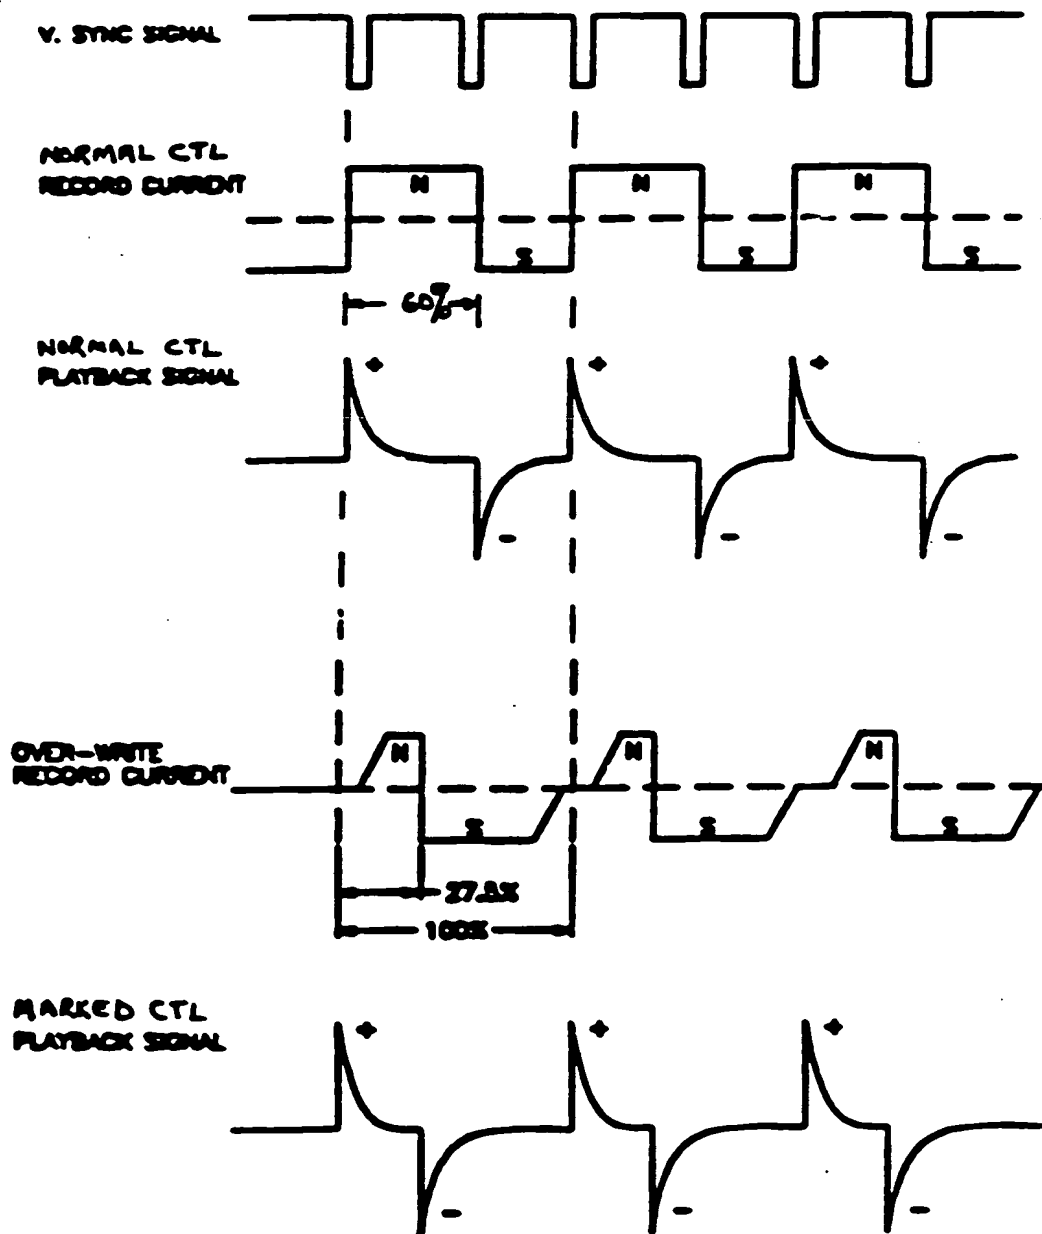 V. SYNC SIGNAL
NORMAL CTL
RECORD CURRENT
N N N
S S S
60%
NORMAL CTL
PLAYBACK SIGNAL
+ + +
- - -
OVER-WRITE
RECORD CURRENT
N N N
S S S
27.5%
100%
MARKED CTL
PLAYBACK SIGNAL
+ + +
- - -